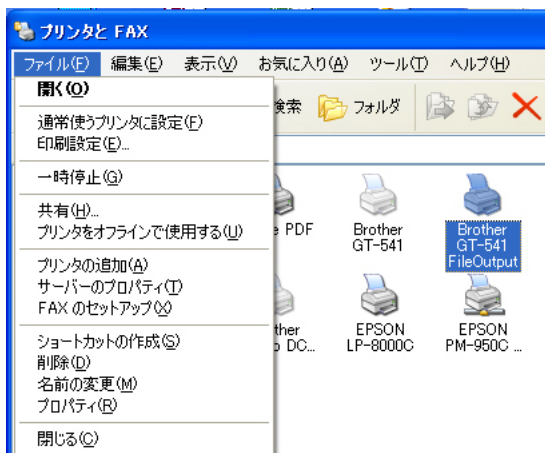 プリンタと FAX
ファイル(F) 編集(E) 表示(V) お気に入り(A) ツール(T) ヘルプ(H)
開く(O)
通常使うプリンタに設定(F)
印刷設定(E)...
一時停止(G)
共有(H)...
プリンタをオフラインで使用する(U)
プリンタの追加(A)
サーバーのプロパティ(T)
FAX のセットアップ(X)
ショートカットの作成(S)
削除(D)
名前の変更(M)
プロパティ(R)
閉じる(C)
検索 フォルダ
PDF
Brother
GT-541
Brother
GT-541
FileOutput
DC...
EPSON
LP-8000C
EPSON
PM-950C ...